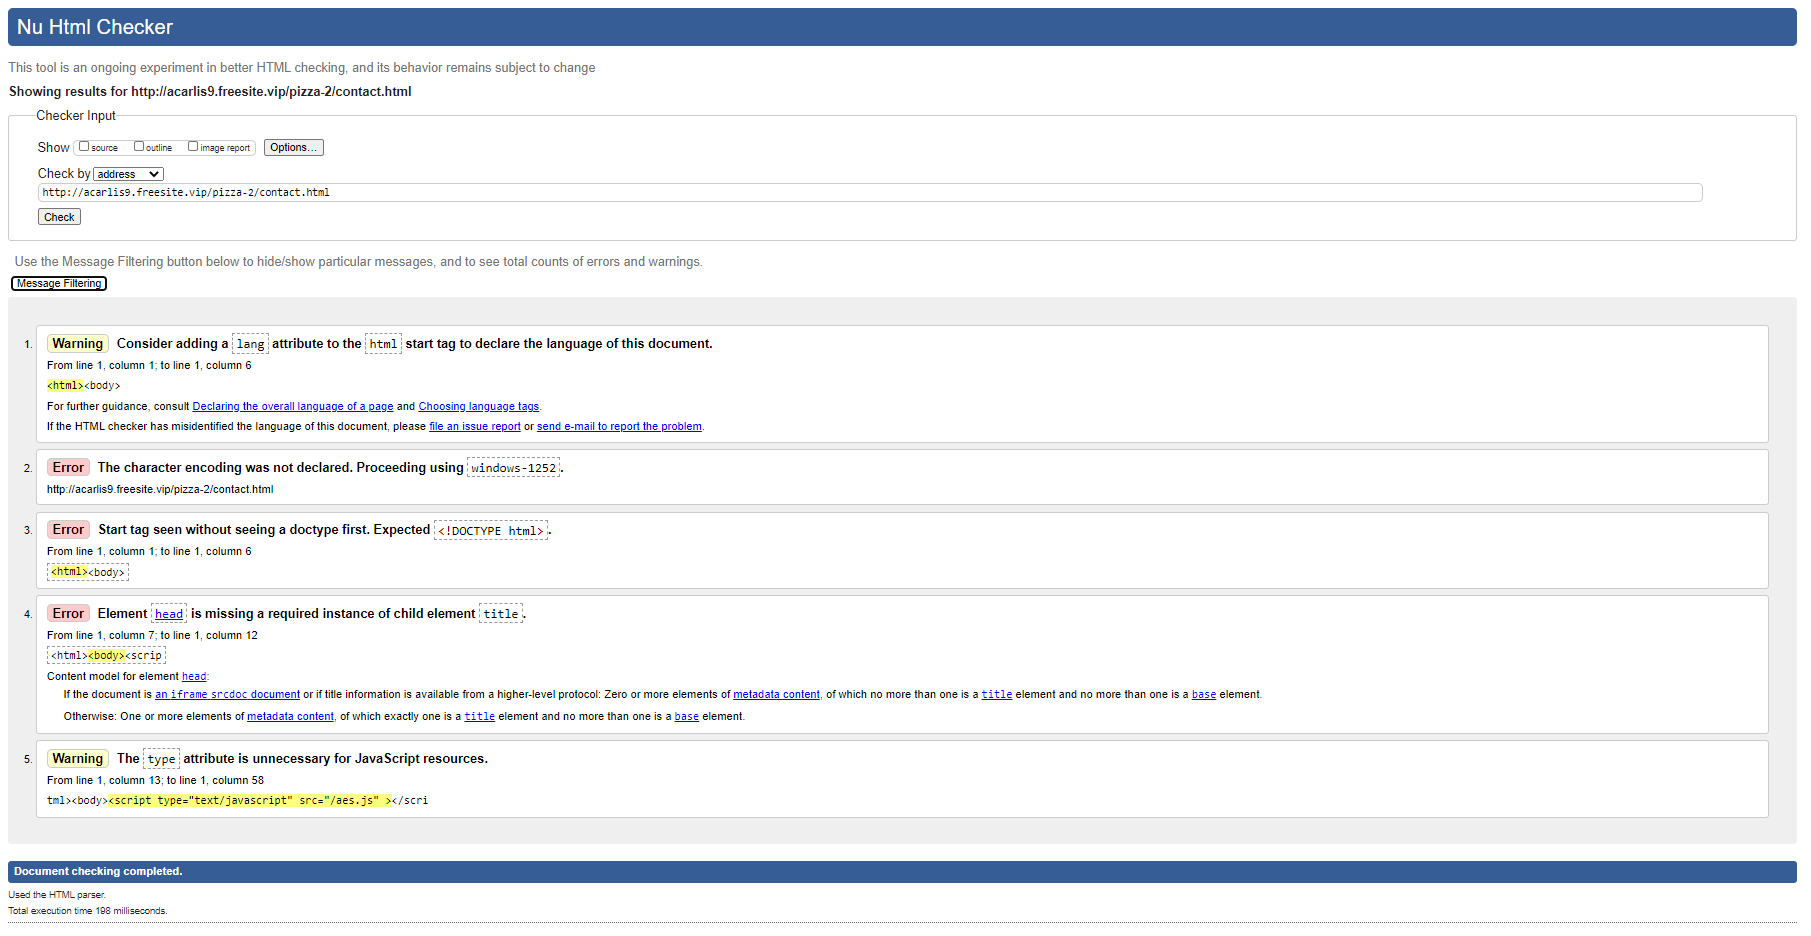 Nu Html Checker
This tool is an ongoing experiment in better HTML checking, and its behavior remains subject to change
Showing results for http://acarlis9.freesite.vip/pizza-2/contact.html
Checker Input
Show source outline image report Options...
Check by address
http://acarlis9.freesite.vip/pizza-2/contact.html
Check
Use the Message Filtering button below to hide/show particular messages, and to see total counts of errors and warnings.
Message Filtering
1. Warning Consider adding a lang attribute to the html start tag to declare the language of this document.
From line 1, column 1; to line 1, column 6
<html><body>
For further guidance, consult Declaring the overall language of a page and Choosing language tags.
If the HTML checker has misidentified the language of this document, please file an issue report or send e-mail to report the problem.
2. Error The character encoding was not declared. Proceeding using windows-1252.
http://acarlis9.freesite.vip/pizza-2/contact.html
3. Error Start tag seen without seeing a doctype first. Expected <!DOCTYPE html>.
From line 1, column 1; to line 1, column 6
<html><body>
4. Error Element head is missing a required instance of child element title.
From line 1, column 7; to line 1, column 12
<html><body><scrip
Content model for element head:
If the document is an iframe srcdoc document or if title information is available from a higher-level protocol: Zero or more elements of metadata content, of which no more than one is a title element and no more than one is a base element.
Otherwise: One or more elements of metadata content, of which exactly one is a title element and no more than one is a base element.
5. Warning The type attribute is unnecessary for JavaScript resources.
From line 1, column 13; to line 1, column 58
tml><body><script type="text/javascript" src="/aes.js" ></scri
Document checking completed.
Used the HTML parser.
Total execution time 198 milliseconds.